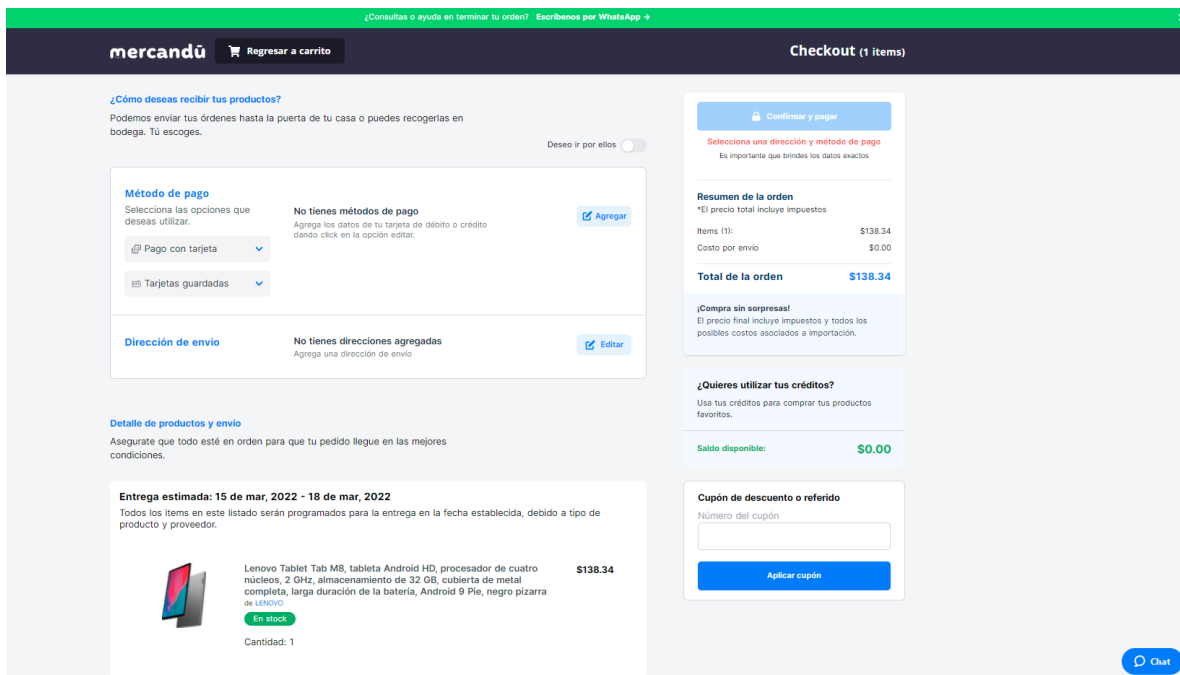 ¿Consultas o ayuda en terminar tu orden? Escríbenos por WhatsApp →
mercandū
Regresar a carrito
Checkout (1 items)
¿Cómo deseas recibir tus productos?
Podemos enviar tus órdenes hasta la puerta de tu casa o puedes recogerlas en
bodega. Tú escoges.
Deseo ir por ellos
Método de pago
Selecciona las opciones que
deseas utilizar.
Pago con tarjeta
Tarjetas guardadas
No tienes métodos de pago
Agrega los datos de tu tarjeta de débito o crédito
dando click en la opción editar.
Agregar
Dirección de envio
No tienes direcciones agregadas
Agrega una dirección de envío
Editar
Detalle de productos y envío
Asegurate que todo esté en orden para que tu pedido llegue en las mejores
condiciones.
Entrega estimada: 15 de mar, 2022 - 18 de mar, 2022
Todos los items en este listado serán programados para la entrega en la fecha establecida, debido a tipo de
producto y proveedor.
Lenovo Tablet Tab M8, tableta Android HD, procesador de cuatro
núcleos, 2 GHz, almacenamiento de 32 GB, cubierta de metal
completa, larga duración de la batería, Android 9 Pie, negro pizarra
de LENOVO
En stock
Cantidad: 1
$138.34
Confirmar y pagar
Selecciona una dirección y método de pago
Es importante que brindes los datos exactos
Resumen de la orden
*El precio total incluye impuestos
Items (1): $138.34
Costo por envío $0.00
Total de la orden $138.34
¡Compra sin sorpresas!
El precio final incluye impuestos y todos los
posibles costos asociados a importación.
¿Quieres utilizar tus créditos?
Usa tus créditos para comprar tus productos
favoritos.
Saldo disponible: $0.00
Cupón de descuento o referido
Número del cupón
Aplicar cupón
Chat